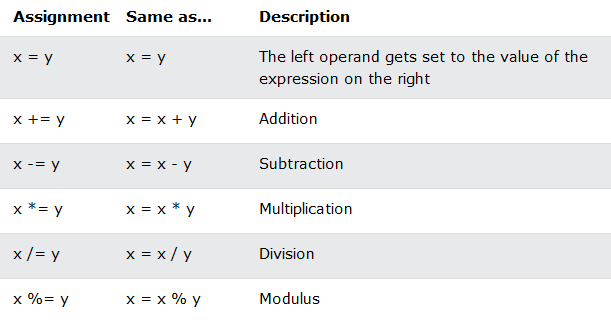 Assignment Same as... Description
x = y x = y The left operand gets set to the value of the
expression on the right
x += y x = x + y Addition
x -= y x = x - y Subtraction
x *= y x = x * y Multiplication
x /= y x = x / y Division
x %= y x = x % y Modulus